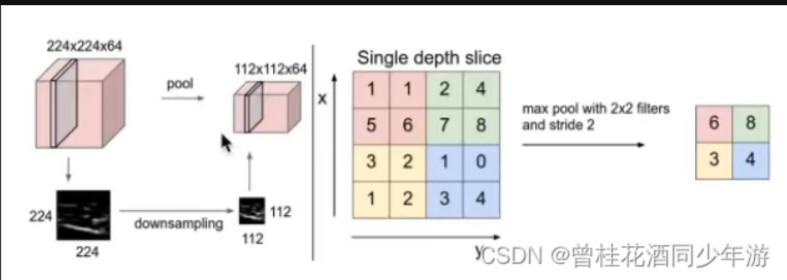 224x224x64
pool
112x112x64
224
224
downsampling
112
112
x
Single depth slice
1 1 2 4
5 6 7 8
3 2 1 0
1 2 3 4
y
max pool with 2x2 filters
and stride 2
6 8
3 4
CSDN @曾桂花酒同少年游